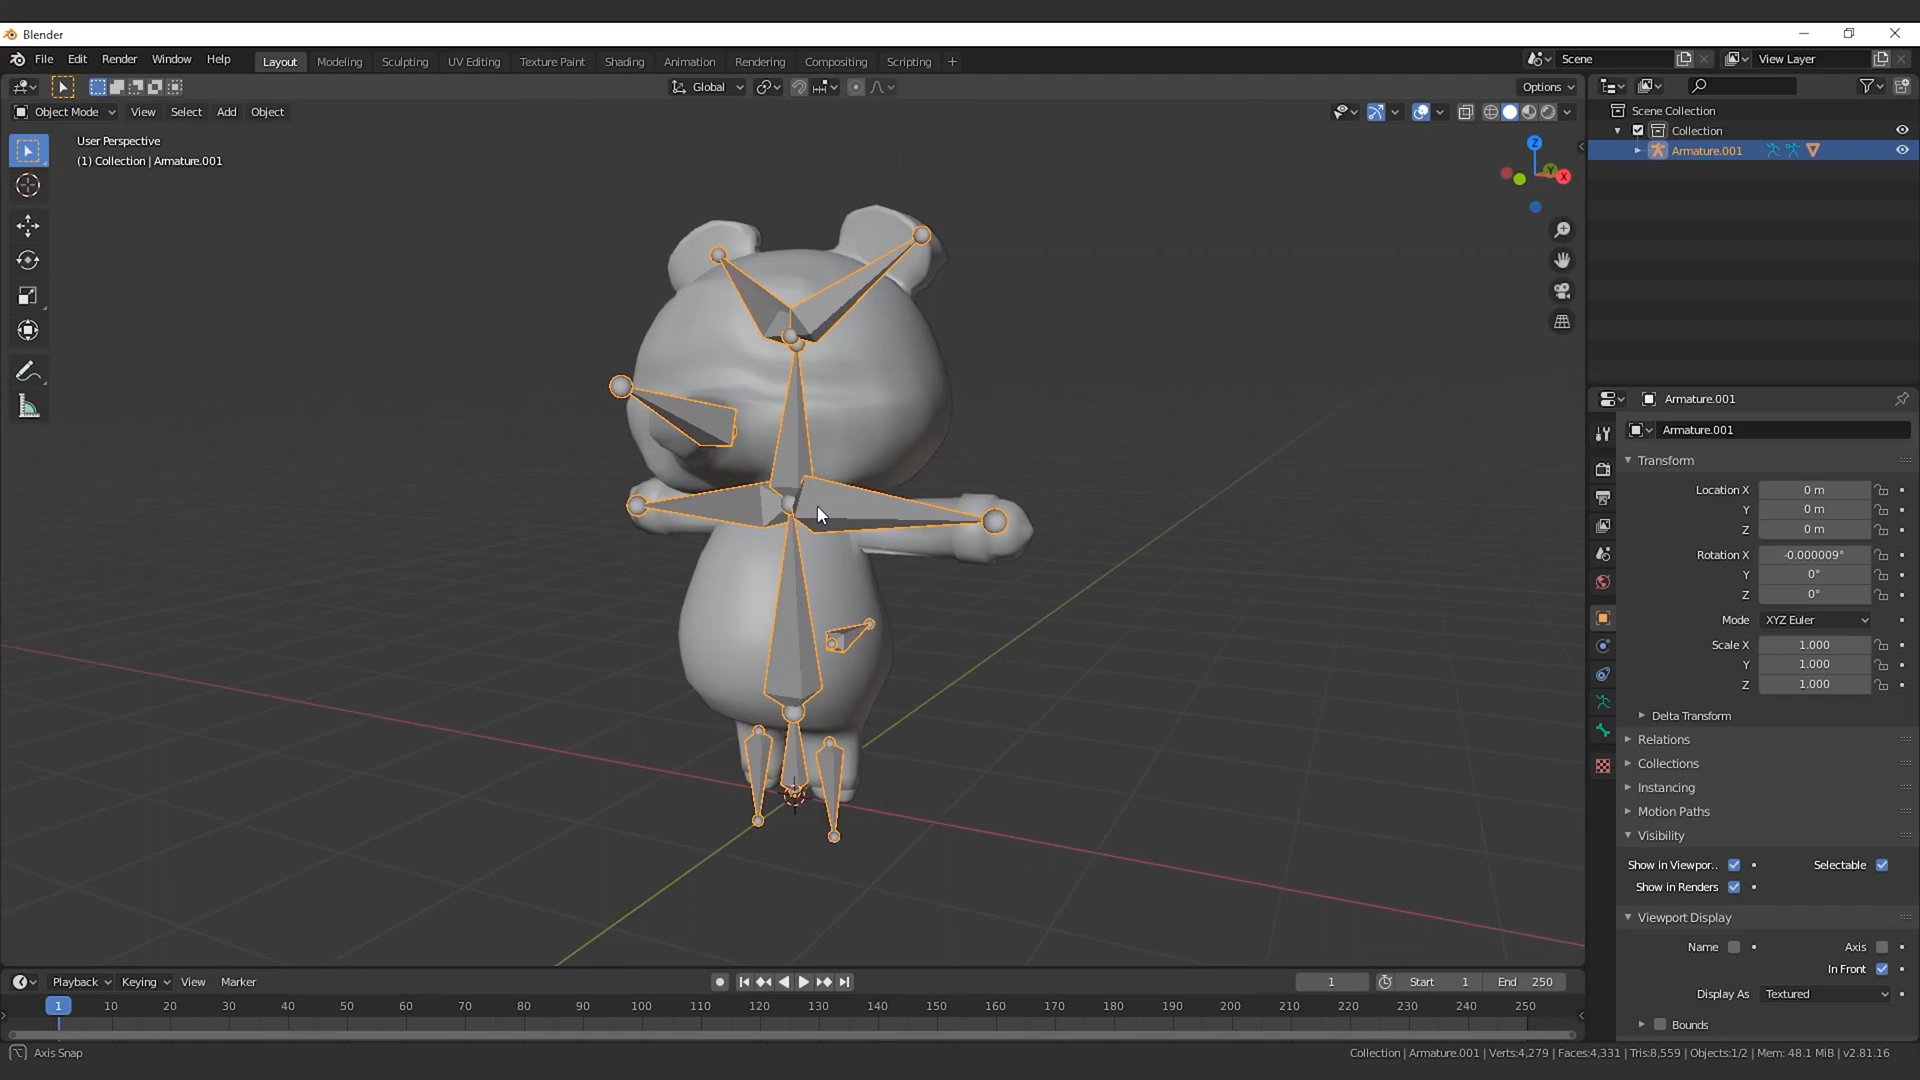 Blender
File Edit Render Window Help Layout Modeling Sculpting UV Editing Texture Paint Shading Animation Rendering Compositing Scripting + Scene View Layer
Global Options
Object Mode View Select Add Object
User Perspective
(1) Collection | Armature.001
Z
Y
X
Scene Collection
Collection
Armature.001
Armature.001
Armature.001
Transform
Location X 0 m
Y 0 m
Z 0 m
Rotation X -0.000009°
Y 0°
Z 0°
Mode XYZ Euler
Scale X 1.000
Y 1.000
Z 1.000
Delta Transform
Relations
Collections
Instancing
Motion Paths
Visibility
Show in Viewpor.. Selectable
Show in Renders
Viewport Display
Name Axis
In Front
Display As Textured
Bounds
Playback Keying View Marker 1 Start 1 End 250
1 10 20 30 40 50 60 70 80 90 100 110 120 130 140 150 160 170 180 190 200 210 220 230 240 250
Axis Snap
Collection | Armature.001 | Verts:4,279 | Faces:4,331 | Tris:8,559 | Objects:1/2 | Mem: 48.1 MiB | v2.81.16